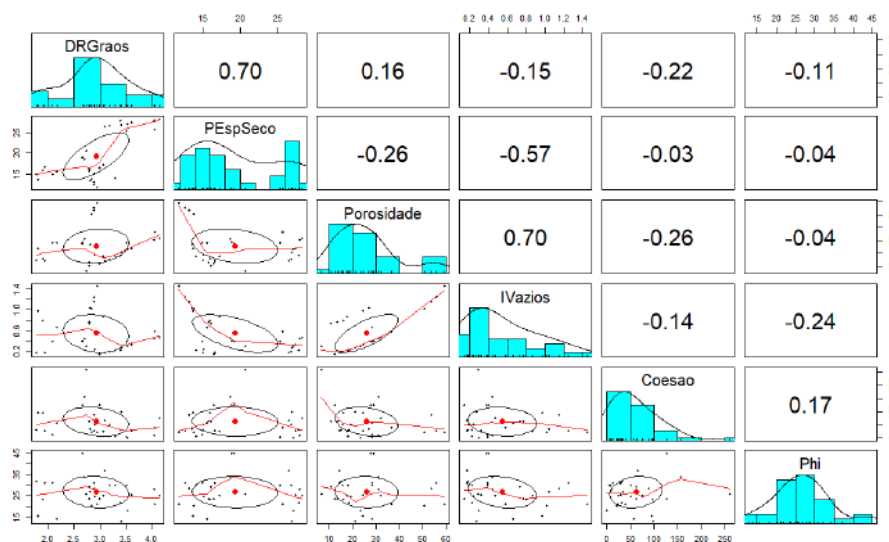 15 20 25
0.2 0.4 0.6 0.8 1.0 1.2 1.4
15 20 25 30 35 40 45
DRGraos
0.70 0.16 -0.15 -0.22 -0.11
15 20 25
PEspSeco
-0.26 -0.57 -0.03 -0.04
Porosidade
0.70 -0.26 -0.04
0.2 0.6 1.0 1.4
IVazios
-0.14 -0.24
Coesao
0.17
15 25 35 45
Phi
2.0 2.5 3.0 3.5 4.0
10 20 30 40 50 60
0 50 100 150 200 250